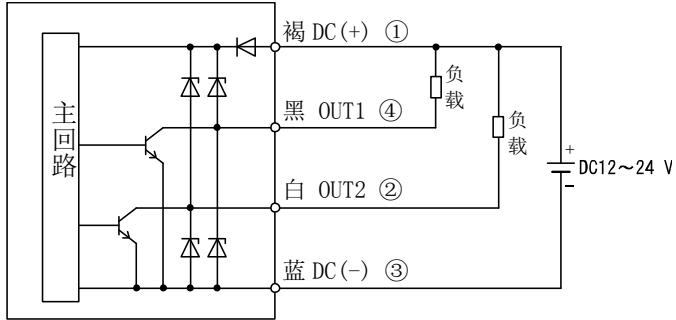 褐 DC(+) ①
负载
黑 OUT1 ④
负载
主回路
+
DC12～24 V
-
白 OUT2 ②
蓝 DC(-) ③